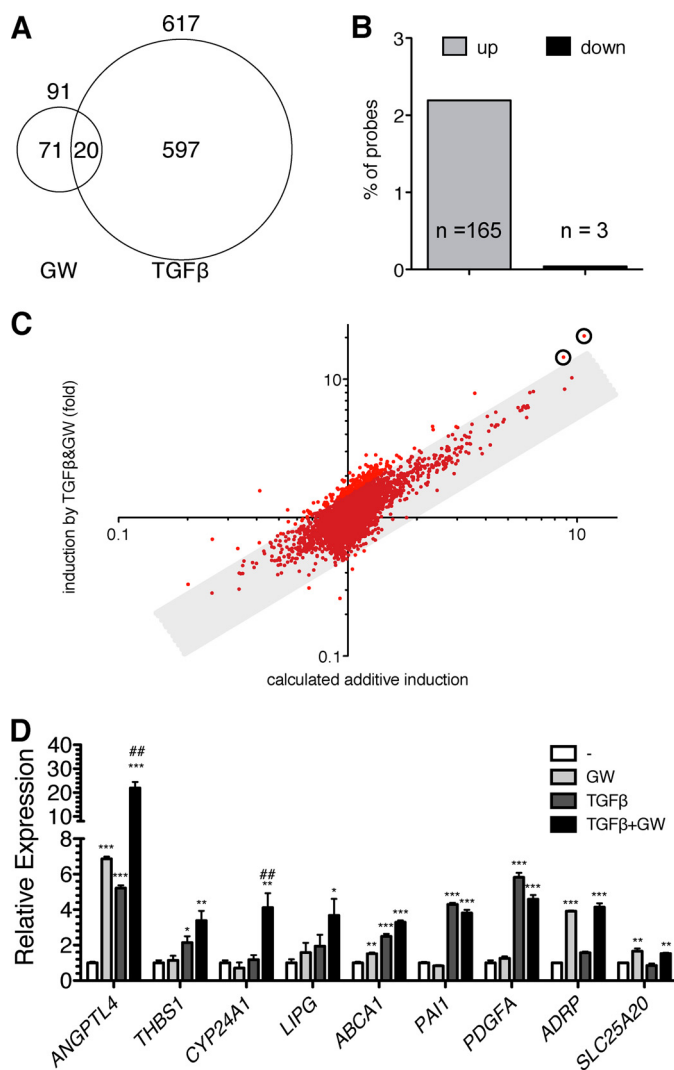 A
617
91
71
20
597
GW
TGFβ
B
3
2
1
0
% of probes
up
down
n =165
n = 3
C
induction by TGFβ&GW (fold)
10
0.1
10
0.1
calculated additive induction
D
Relative Expression
40
30
20
10
8
6
4
2
0
-
GW
TGFβ
TGFβ+GW
***
***
##
***
*
**
##
**
*
**
***
***
***
***
***
***
***
***
**
**
ANGPTL4
THBS1
CYP24A1
LIPG
ABCA1
PAI1
PDGFA
ADRP
SLC25A20